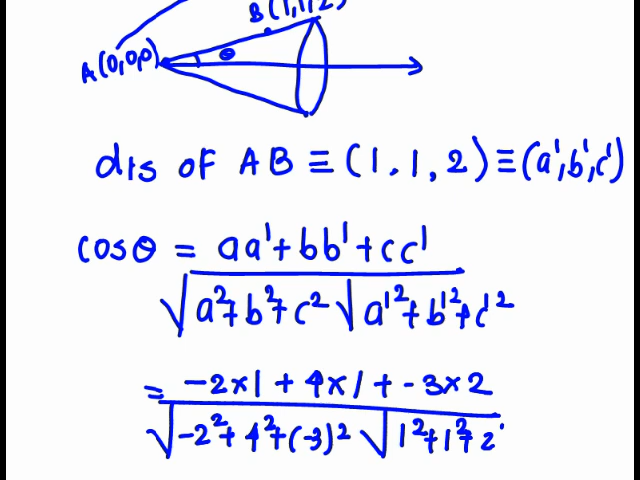 B(1,1,2)
A(0,0,0)
θ
drs of AB ≡ (1,1,2) ≡ (a',b',c')
cosθ = aa'+bb'+cc'
√a²+b²+c² √a'²+b'²+c'²
= -2×1 + 4×1 + -3×2
√-2²+4²+(-3)² √1²+1²+2